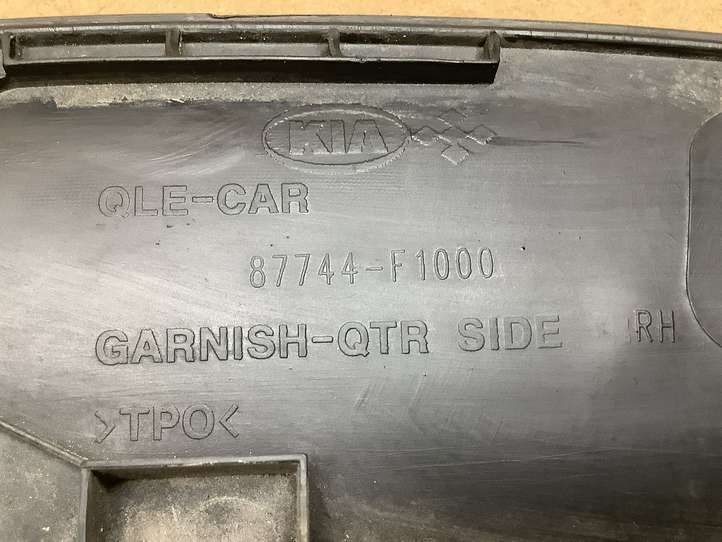 KIA
QLE-CAR
87744-F1000
GARNISH-QTR SIDE RH
>TPO<